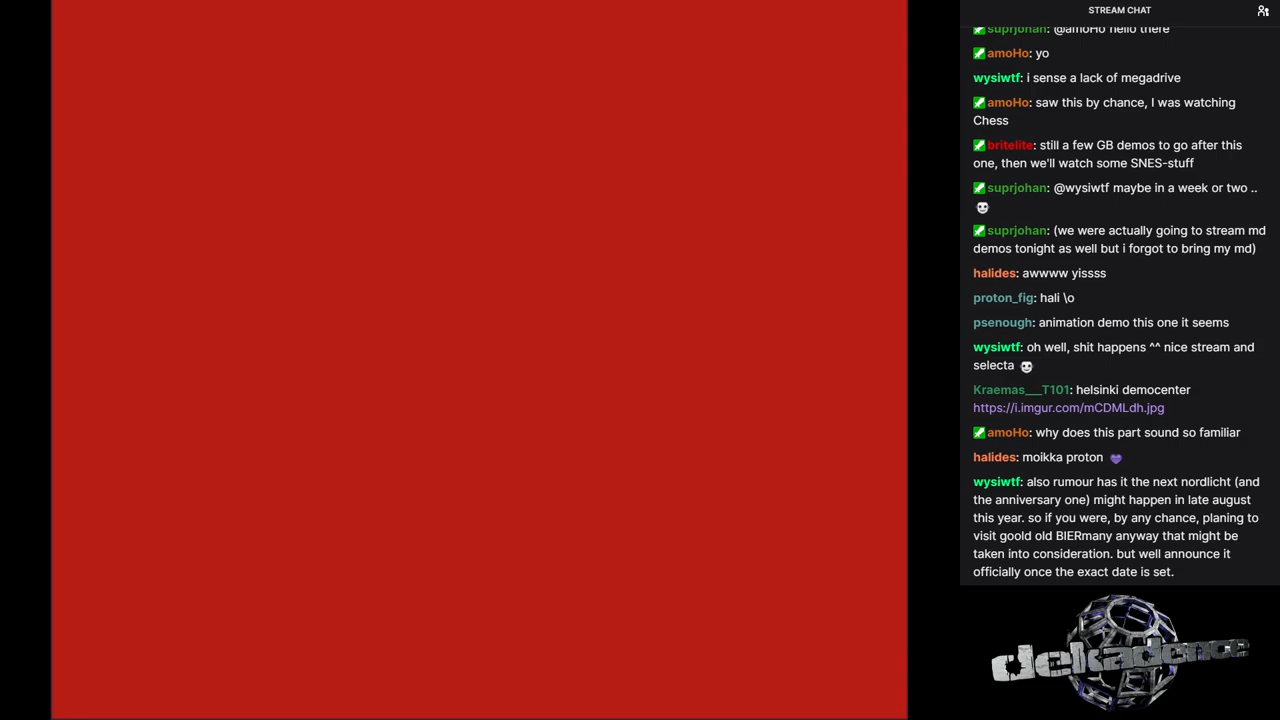 STREAM CHAT
suprjohan: @amoHo hello there
amoHo: yo
wysiwtf: i sense a lack of megadrive
amoHo: saw this by chance, I was watching
Chess
britelite: still a few GB demos to go after this
one, then we'll watch some SNES-stuff
suprjohan: @wysiwtf maybe in a week or two ..
suprjohan: (we were actually going to stream md
demos tonight as well but i forgot to bring my md)
halides: awwww yissss
proton_fig: hali \o
psenough: animation demo this one it seems
wysiwtf: oh well, shit happens ^^ nice stream and
selecta
Kraemas___T101: helsinki democenter
https://i.imgur.com/mCDMLdh.jpg
amoHo: why does this part sound so familiar
halides: moikka proton
wysiwtf: also rumour has it the next nordlicht (and
the anniversary one) might happen in late august
this year. so if you were, by any chance, planing to
visit goold old BIERmany anyway that might be
taken into consideration. but well announce it
officially once the exact date is set.
dekadence